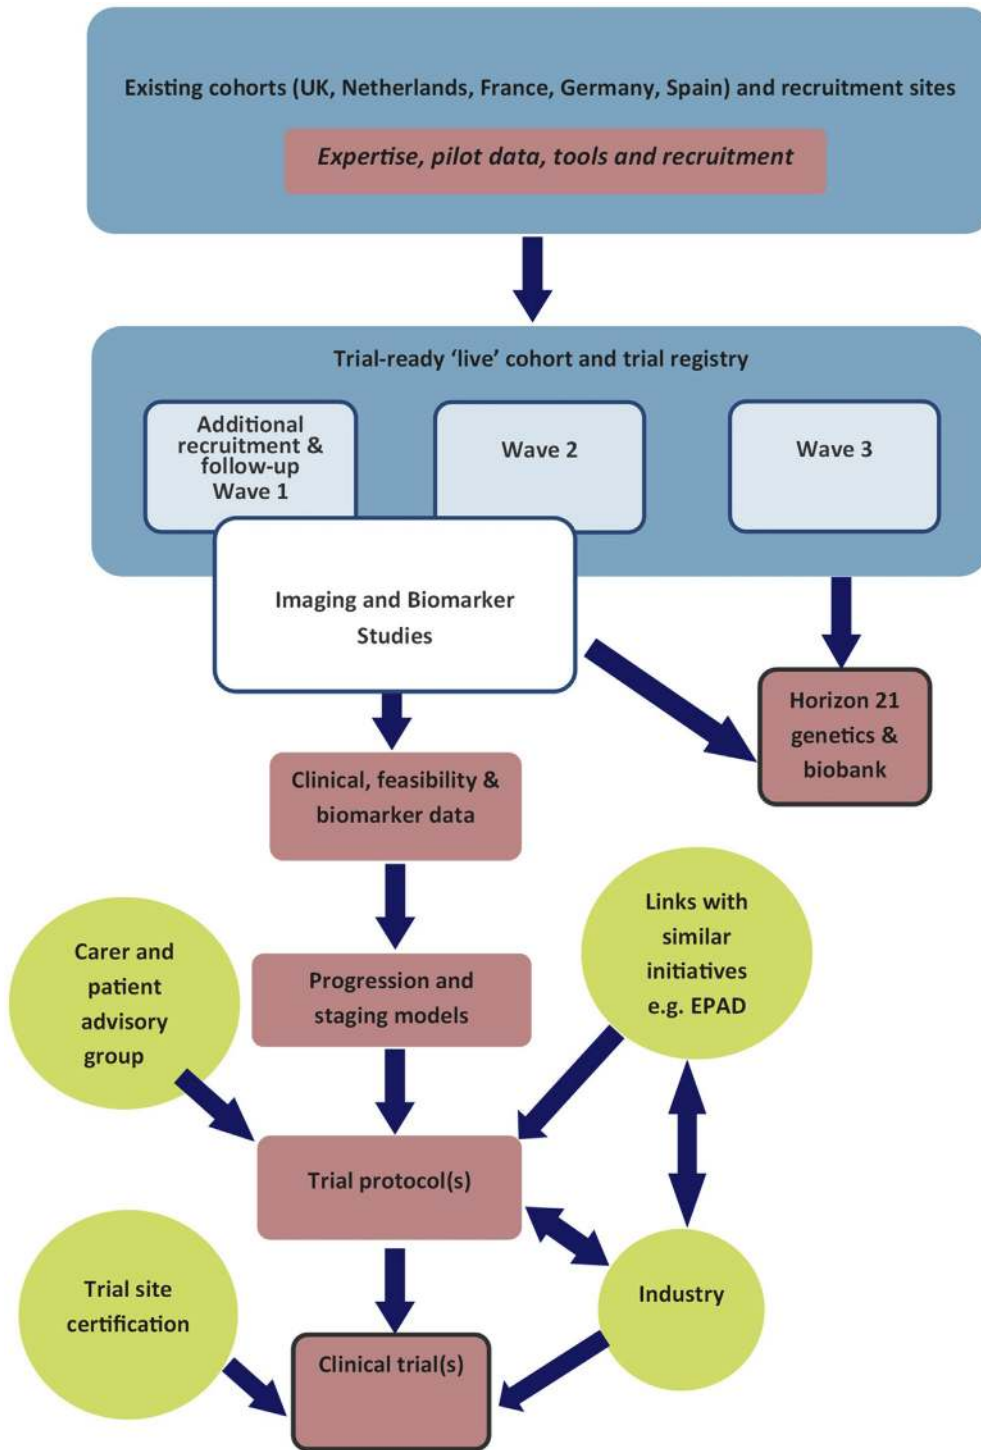 Existing cohorts (UK, Netherlands, France, Germany, Spain) and recruitment sites
Expertise, pilot data, tools and recruitment
Trial-ready ‘live’ cohort and trial registry
Additional
recruitment &
follow-up
Wave 1
Wave 2
Wave 3
Imaging and Biomarker
Studies
Horizon 21
genetics &
biobank
Clinical, feasibility &
biomarker data
Links with
similar
initiatives
e.g. EPAD
Carer and
patient
advisory
group
Progression and
staging models
Trial protocol(s)
Trial site
certification
Industry
Clinical trial(s)